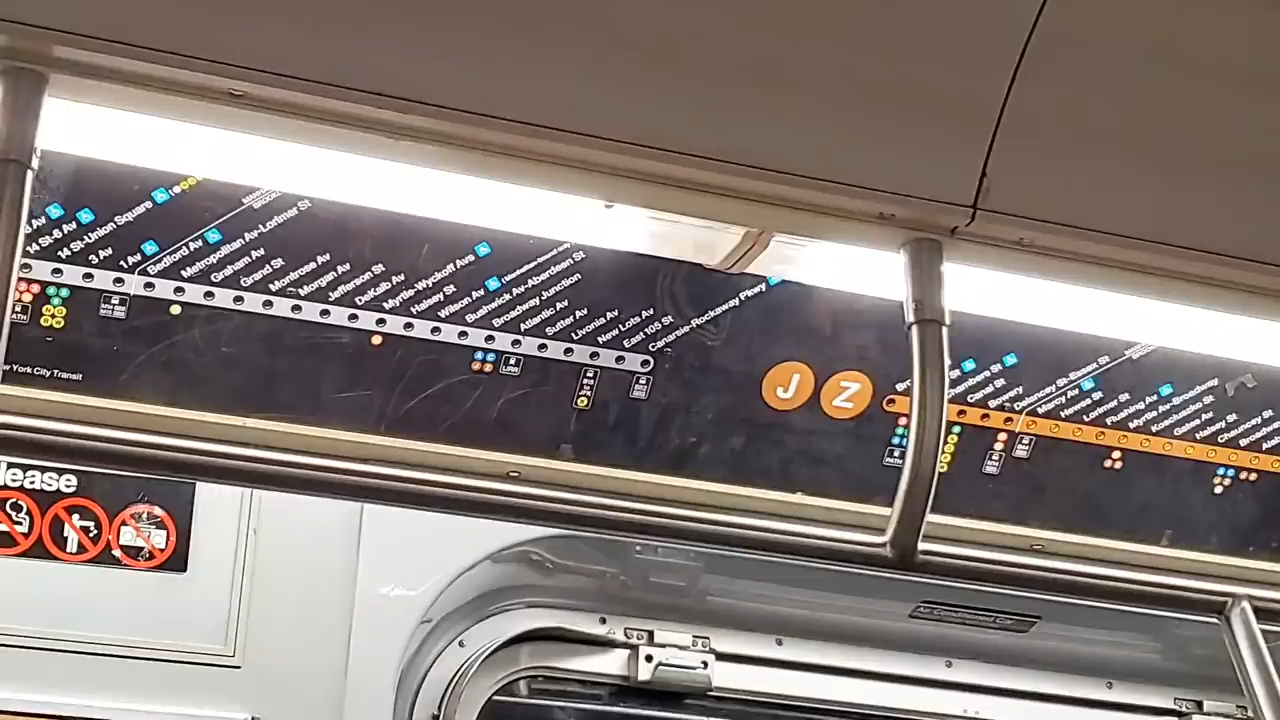 Av
14 St-6 Av
14 St-Union Square
3 Av
1 Av
Bedford Av
Metropolitan Av-Lorimer St
Graham Av
Grand St
Montrose Av
Morgan Av
Jefferson St
DeKalb Av
Myrtle-Wyckoff Avs
Halsey St
Wilson Av
Bushwick Av-Aberdeen St
Broadway Junction
Atlantic Av
Sutter Av
Livonia Av
New Lots Av
East 105 St
Canarsie-Rockaway Pkwy
LIRR
w York City Transit
J Z
St
Chambers St
Canal St
Bowery
Delancey St-Essex St
Marcy Av
Hewes St
Lorimer St
Flushing Av
Myrtle Av-Broadway
Kosciuszko St
Gates Av
Halsey St
Chauncey St
Broadway
PATH
lease
Air Conditioned Car